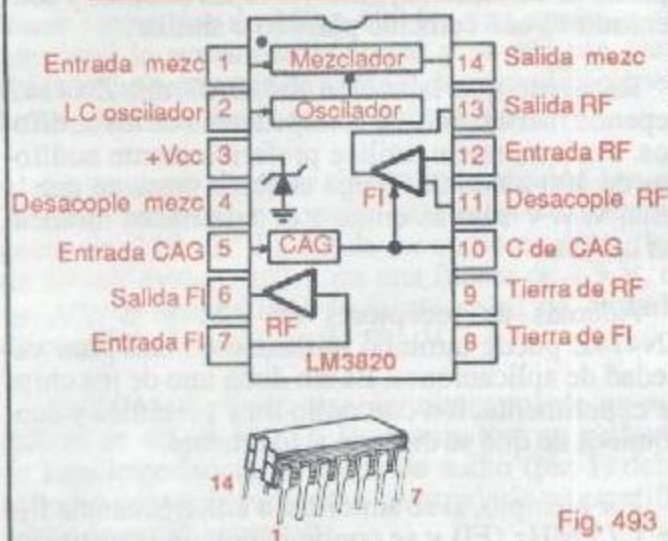 Entrada mezc 1 Mezclador 14 Salida mezc
LC oscilador 2 Oscilador 13 Salida RF
+Vcc 3 12 Entrada RF
Desacople mezc 4 FI 11 Desacople RF
Entrada CAG 5 CAG 10 C de CAG
Salida FI 6 9 Tierra de RF
RF
Entrada FI 7 8 Tierra de FI
LM3820
14
7
1
Fig. 493